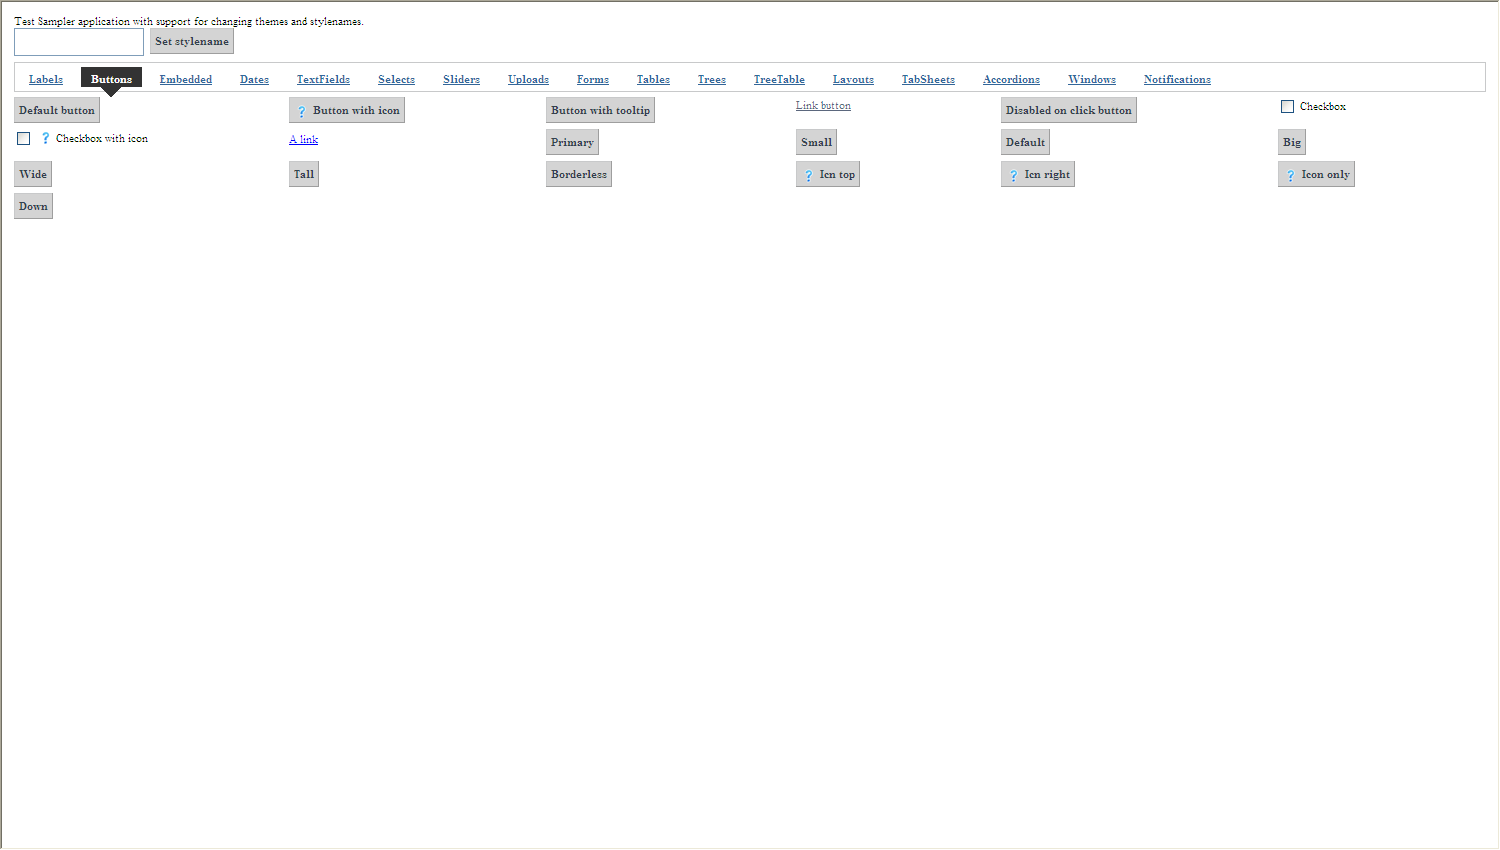 Test Sampler application with support for changing themes and stylenames.
Set stylename
Labels Buttons Embedded Dates TextFields Selects Sliders Uploads Forms Tables Trees TreeTable Layouts TabSheets Accordions Windows Notifications
Default button Button with icon Button with tooltip Link button Disabled on click button Checkbox
Checkbox with icon A link Primary Small Default Big
Wide Tall Borderless Icn top Icn right Icon only
Down